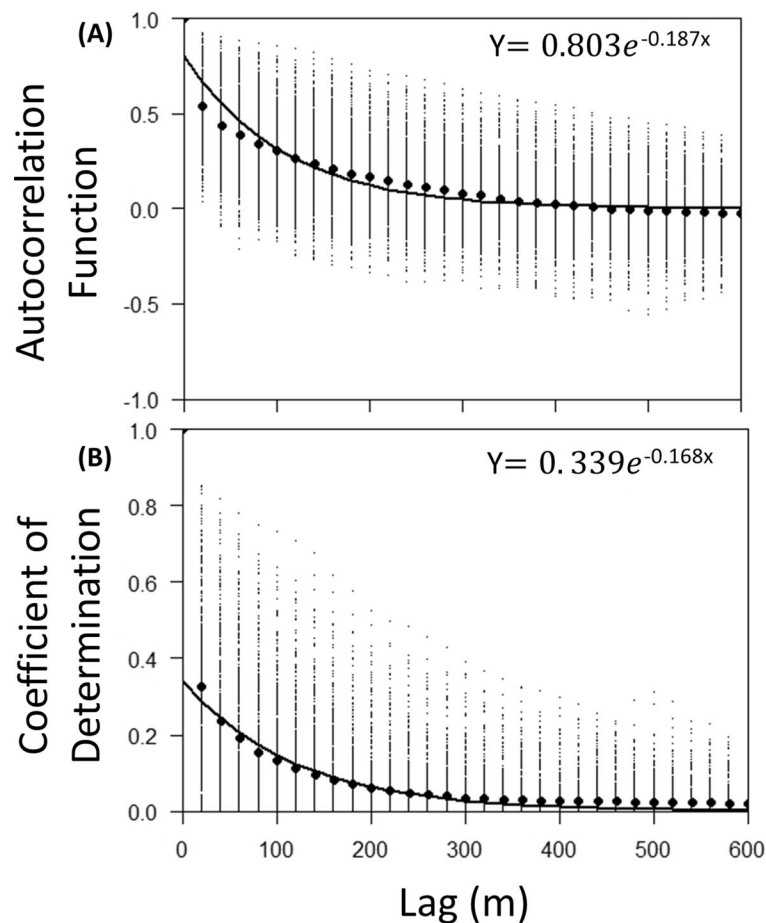 (A)
Y= 0.803e^-0.187x
1.0
0.5
0.0
-0.5
-1.0
Autocorrelation
Function
(B)
Y= 0.339e^-0.168x
1.0
0.8
0.6
0.4
0.2
0.0
Coefficient of
Determination
0 100 200 300 400 500 600
Lag (m)